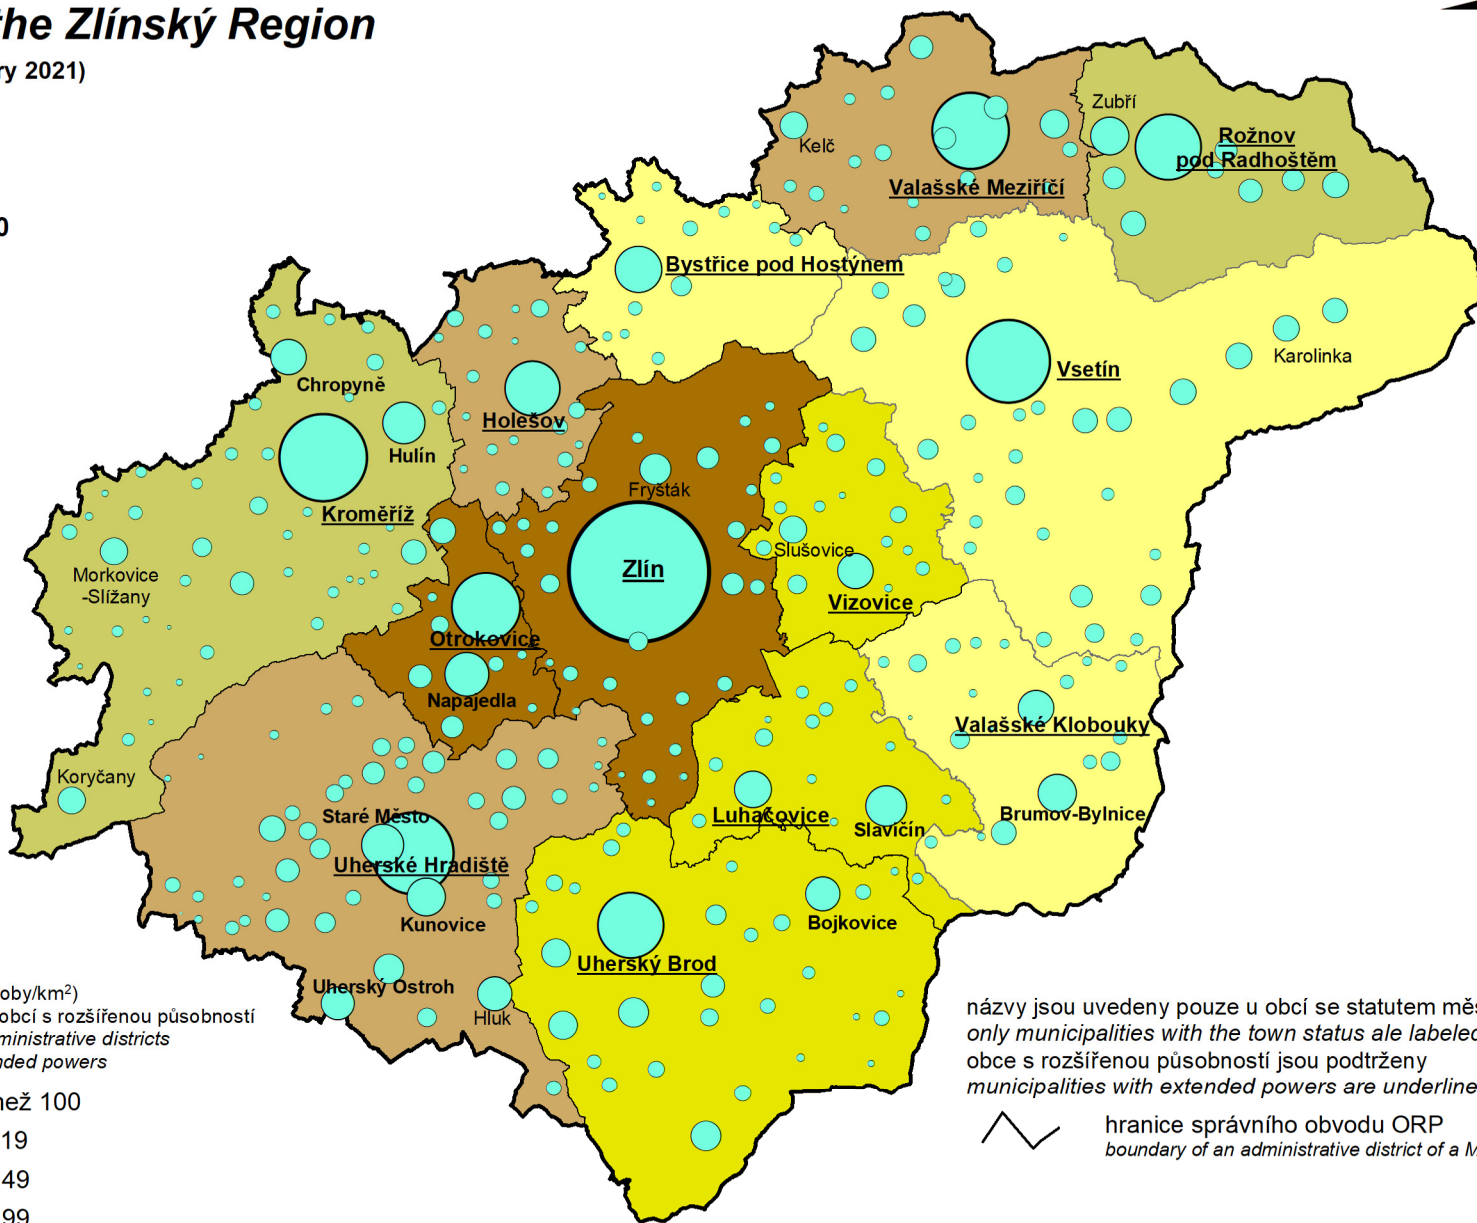 the Zlínský Region
ry 2021)
0
Zubří
Rožnov
pod Radhoštěm
Kelč
Valašské Meziříčí
Bystřice pod Hostýnem
Karolinka
Vsetín
Chropyně
Holešov
Hulín
Fryšták
Kroměříž
Slušovice
Zlín
Morkovice
-Slížany
Vizovice
Otrokovice
Napajedla
Valašské Klobouky
Koryčany
Staré Město
Luhačovice
Slavičín
Brumov-Bylnice
Uherské Hradiště
Kunovice
Bojkovice
Uherský Brod
Uherský Ostroh
Hluk
oby/km²)
obcí s rozšířenou působností
ministrative districts
nded powers
než 100
19
49
99
názvy jsou uvedeny pouze u obcí se statutem měs
only municipalities with the town status ale labeled
obce s rozšířenou působností jsou podtrženy
municipalities with extended powers are underline
hranice správního obvodu ORP
boundary of an administrative district of a M